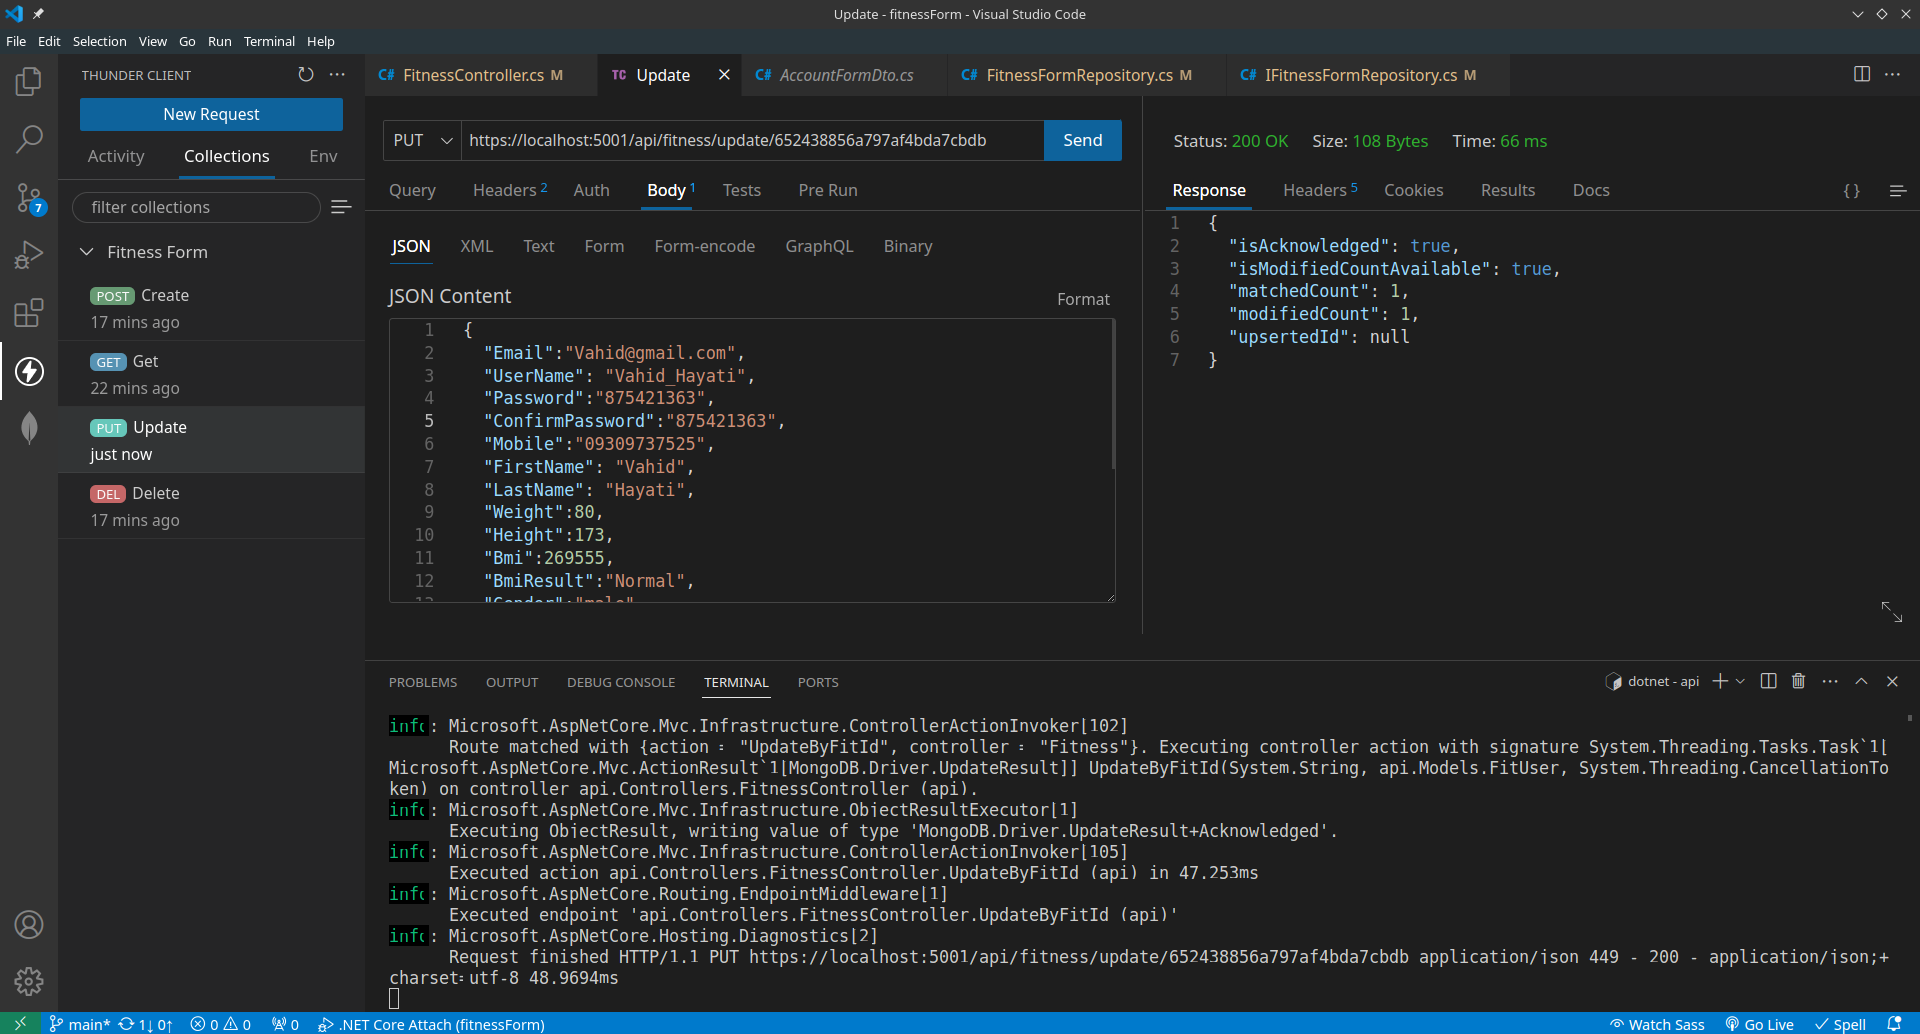 Update - fitnessForm - Visual Studio Code
File Edit Selection View Go Run Terminal Help
THUNDER CLIENT
New Request
Activity Collections Env
filter collections
Fitness Form
POST Create
17 mins ago
GET Get
22 mins ago
PUT Update
just now
DEL Delete
17 mins ago
7
C# FitnessController.cs M TC Update C# AccountFormDto.cs C# FitnessFormRepository.cs M C# IFitnessFormRepository.cs M
PUT https://localhost:5001/api/fitness/update/652438856a797af4bda7cbdb Send
Query Headers 2 Auth Body 1 Tests Pre Run
JSON XML Text Form Form-encode GraphQL Binary
JSON Content Format
1 {
2 "Email":"Vahid@gmail.com",
3 "UserName": "Vahid_Hayati",
4 "Password":"875421363",
5 "ConfirmPassword":"875421363",
6 "Mobile":"09309737525",
7 "FirstName": "Vahid",
8 "LastName": "Hayati",
9 "Weight":80,
10 "Height":173,
11 "Bmi":269555,
12 "BmiResult":"Normal",
13 "Gender":"male"
Status: 200 OK Size: 108 Bytes Time: 66 ms
Response Headers 5 Cookies Results Docs { }
1 {
2 "isAcknowledged": true,
3 "isModifiedCountAvailable": true,
4 "matchedCount": 1,
5 "modifiedCount": 1,
6 "upsertedId": null
7 }
PROBLEMS OUTPUT DEBUG CONSOLE TERMINAL PORTS
dotnet - api
info: Microsoft.AspNetCore.Mvc.Infrastructure.ControllerActionInvoker[102]
Route matched with {action = "UpdateByFitId", controller = "Fitness"}. Executing controller action with signature System.Threading.Tasks.Task`1[
Microsoft.AspNetCore.Mvc.ActionResult`1[MongoDB.Driver.UpdateResult]] UpdateByFitId(System.String, api.Models.FitUser, System.Threading.CancellationTo
ken) on controller api.Controllers.FitnessController (api).
info: Microsoft.AspNetCore.Mvc.Infrastructure.ObjectResultExecutor[1]
Executing ObjectResult, writing value of type 'MongoDB.Driver.UpdateResult+Acknowledged'.
info: Microsoft.AspNetCore.Mvc.Infrastructure.ControllerActionInvoker[105]
Executed action api.Controllers.FitnessController.UpdateByFitId (api) in 47.253ms
info: Microsoft.AspNetCore.Routing.EndpointMiddleware[1]
Executed endpoint 'api.Controllers.FitnessController.UpdateByFitId (api)'
info: Microsoft.AspNetCore.Hosting.Diagnostics[2]
Request finished HTTP/1.1 PUT https://localhost:5001/api/fitness/update/652438856a797af4bda7cbdb application/json 449 - 200 - application/json;+
charset=utf-8 48.9694ms
main* 1↓ 0↑ 0 0 0 .NET Core Attach (fitnessForm) Watch Sass Go Live Spell